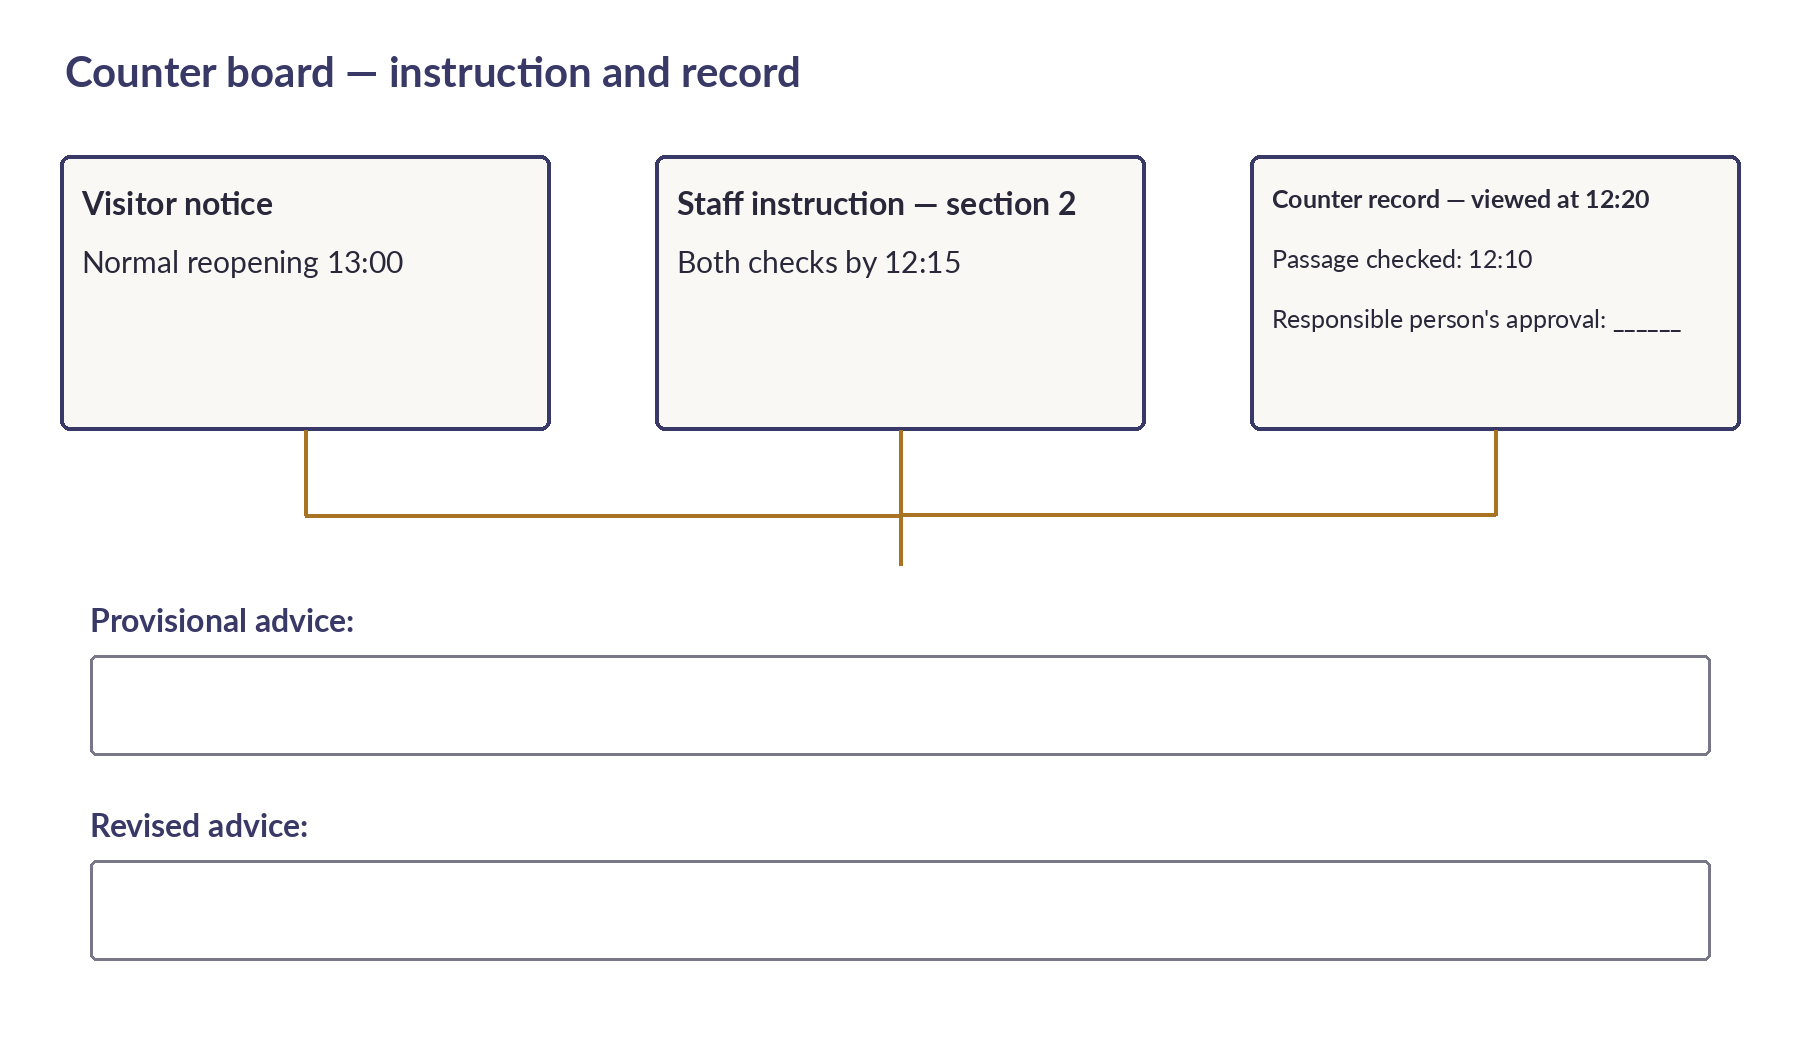 Counter board — instruction and record
Visitor notice
Normal reopening 13:00
Staff instruction — section 2
Both checks by 12:15
Counter record — viewed at 12:20
Passage checked: 12:10
Responsible person's approval: ______
Provisional advice:
Revised advice: